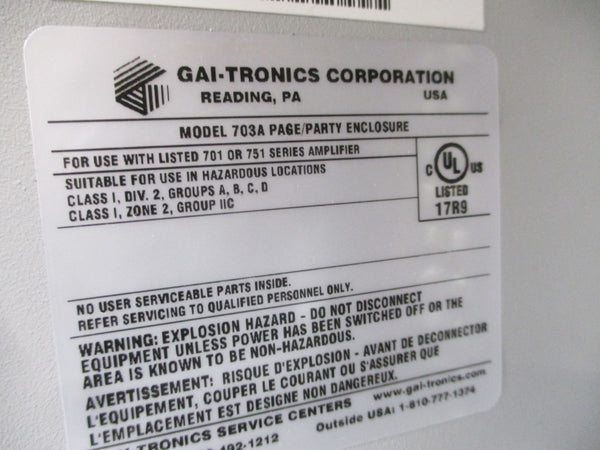 GAI-TRONICS CORPORATION
READING, PA USA
MODEL 703A PAGE/PARTY ENCLOSURE
FOR USE WITH LISTED 701 OR 751 SERIES AMPLIFIER
SUITABLE FOR USE IN HAZARDOUS LOCATIONS
CLASS I, DIV. 2, GROUPS A, B, C, D
CLASS I, ZONE 2, GROUP IIC
C UL US
LISTED
17R9
NO USER SERVICEABLE PARTS INSIDE.
REFER SERVICING TO QUALIFIED PERSONNEL ONLY.
WARNING: EXPLOSION HAZARD - DO NOT DISCONNECT
EQUIPMENT UNLESS POWER HAS BEEN SWITCHED OFF OR THE
AREA IS KNOWN TO BE NON-HAZARDOUS.
AVERTISSEMENT: RISQUE D'EXPLOSION - AVANT DE DECONNECTOR
L'EQUIPEMENT, COUPER LE COURANT OU S'ASSURER QUE
L'EMPLACEMENT EST DESIGNE NON DANGEREUX.
TRONICS SERVICE CENTERS www.gai-tronics.com
492-1212 Outside USA: 1-810-777-1374